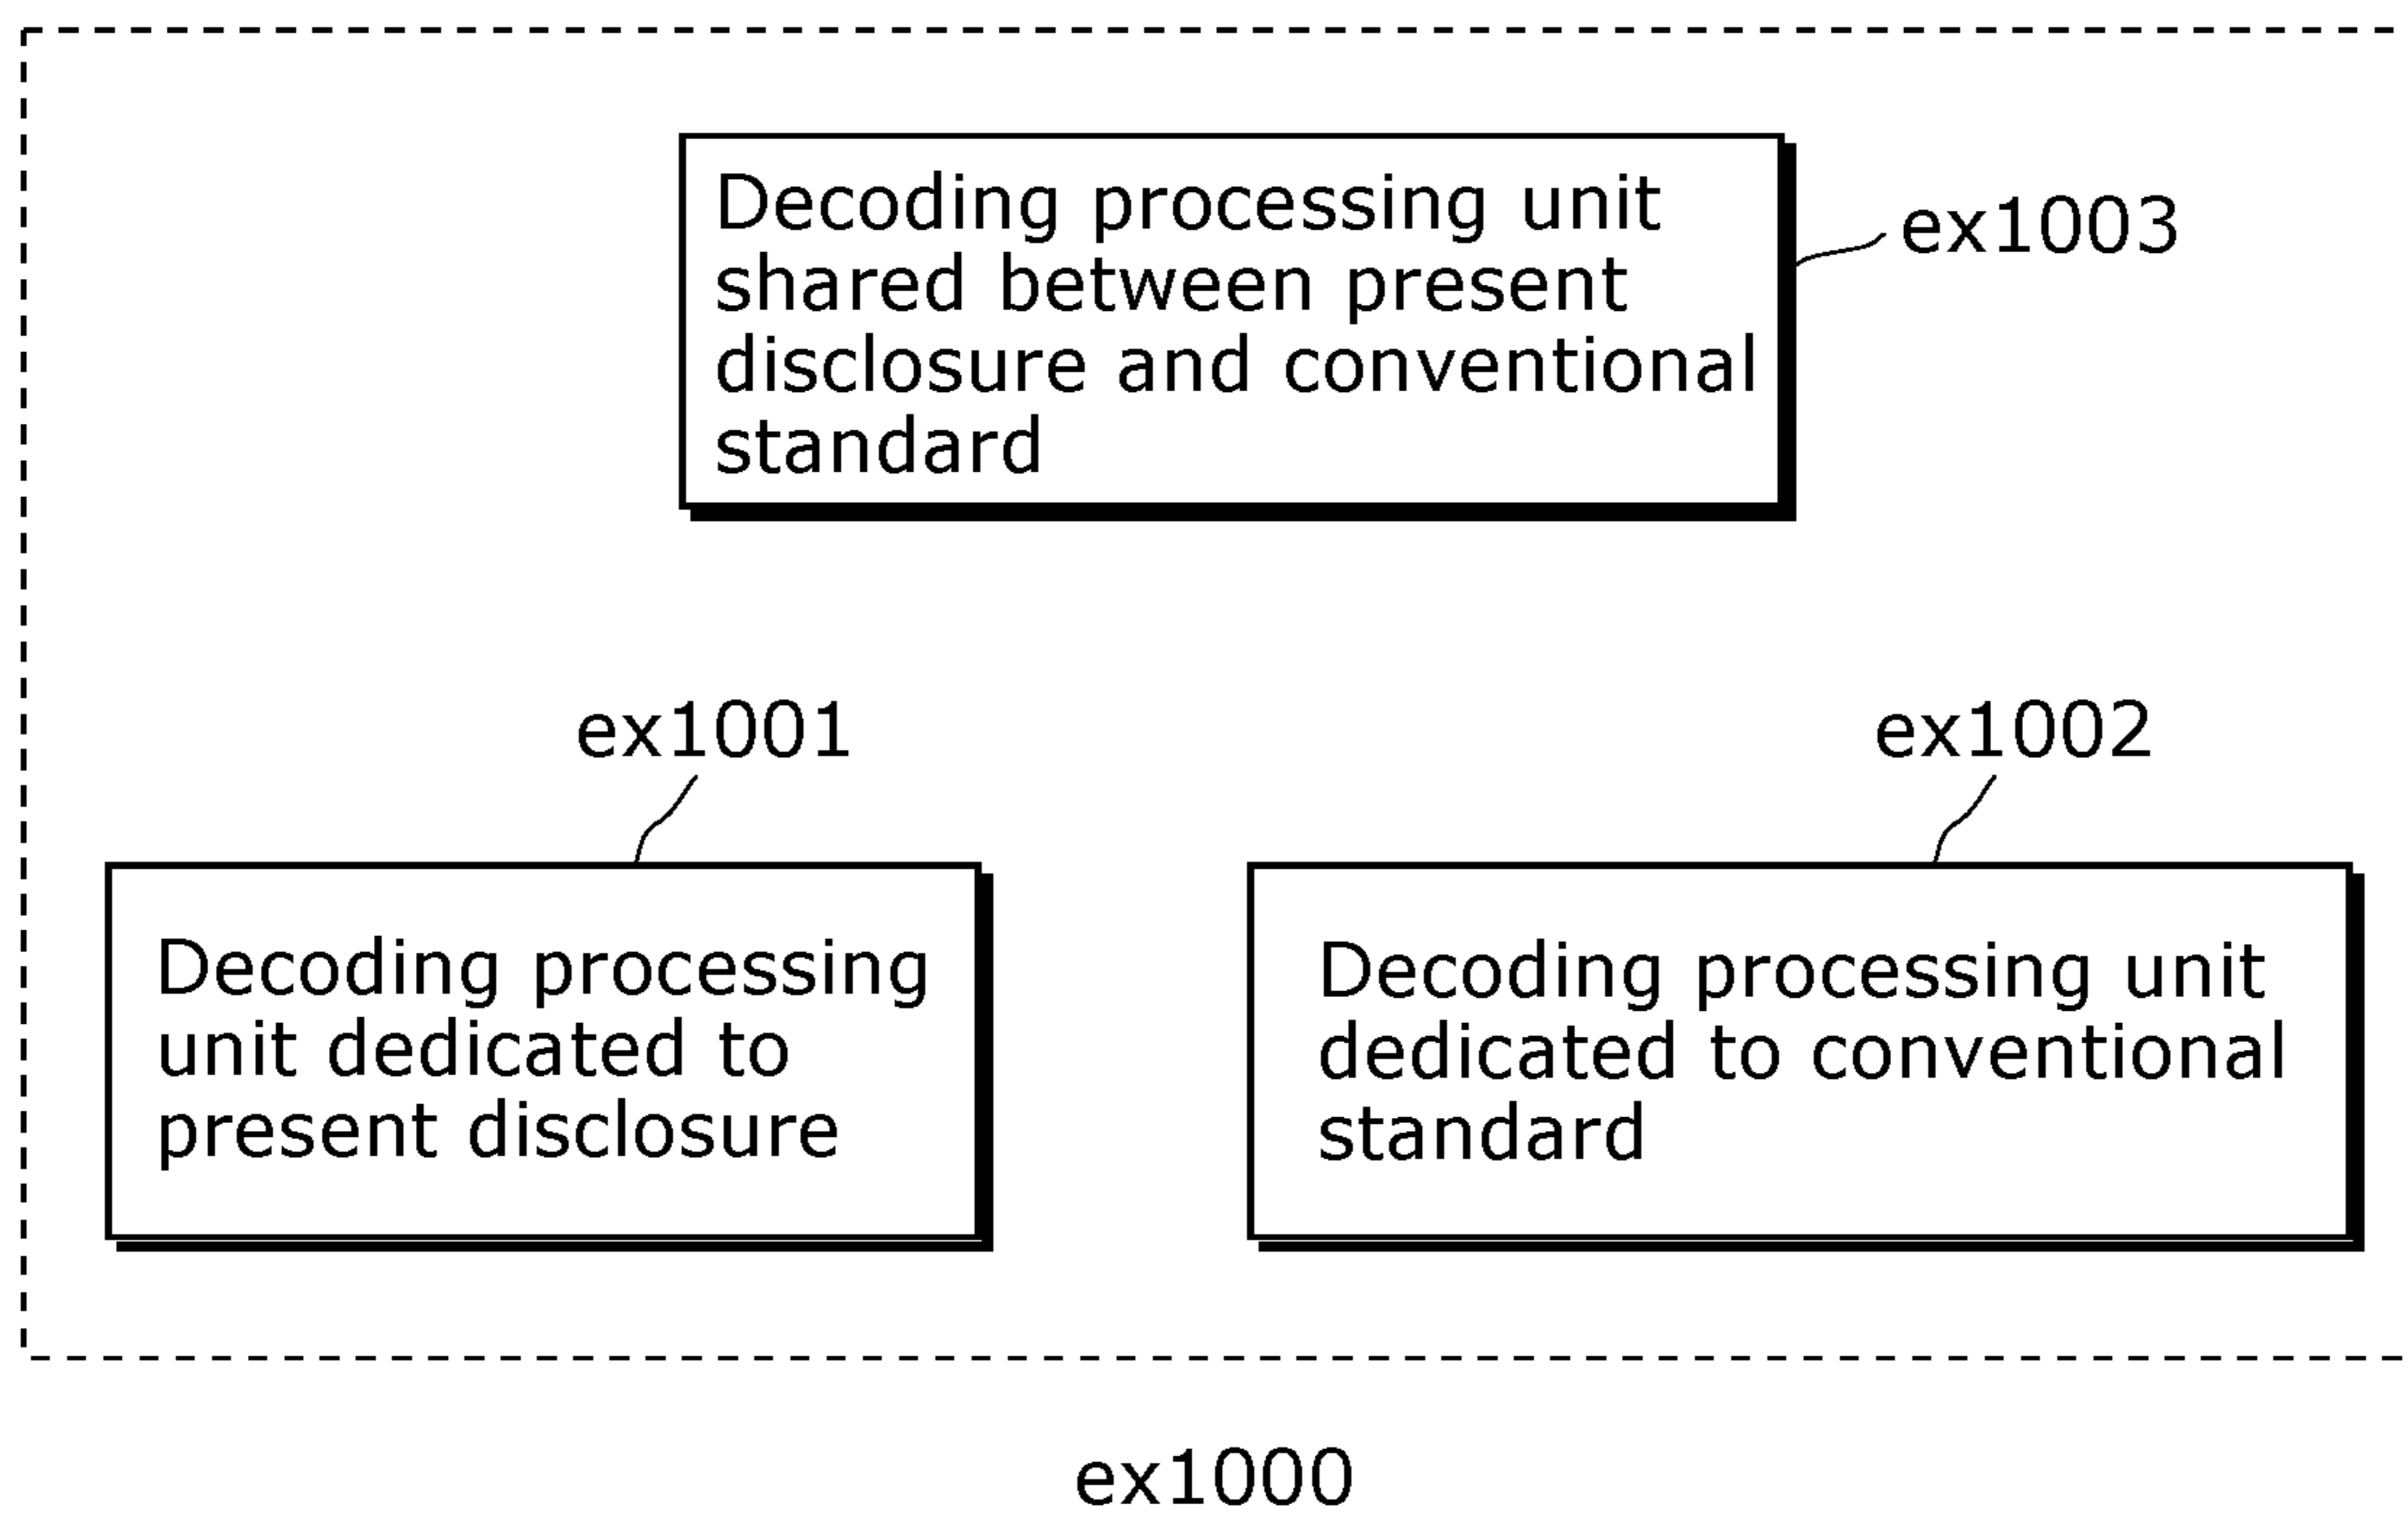 Decoding processing unit
shared between present
disclosure and conventional
standard
ex1003
ex1001
ex1002
Decoding processing
unit dedicated to
present disclosure
Decoding processing unit
dedicated to conventional
standard
ex1000